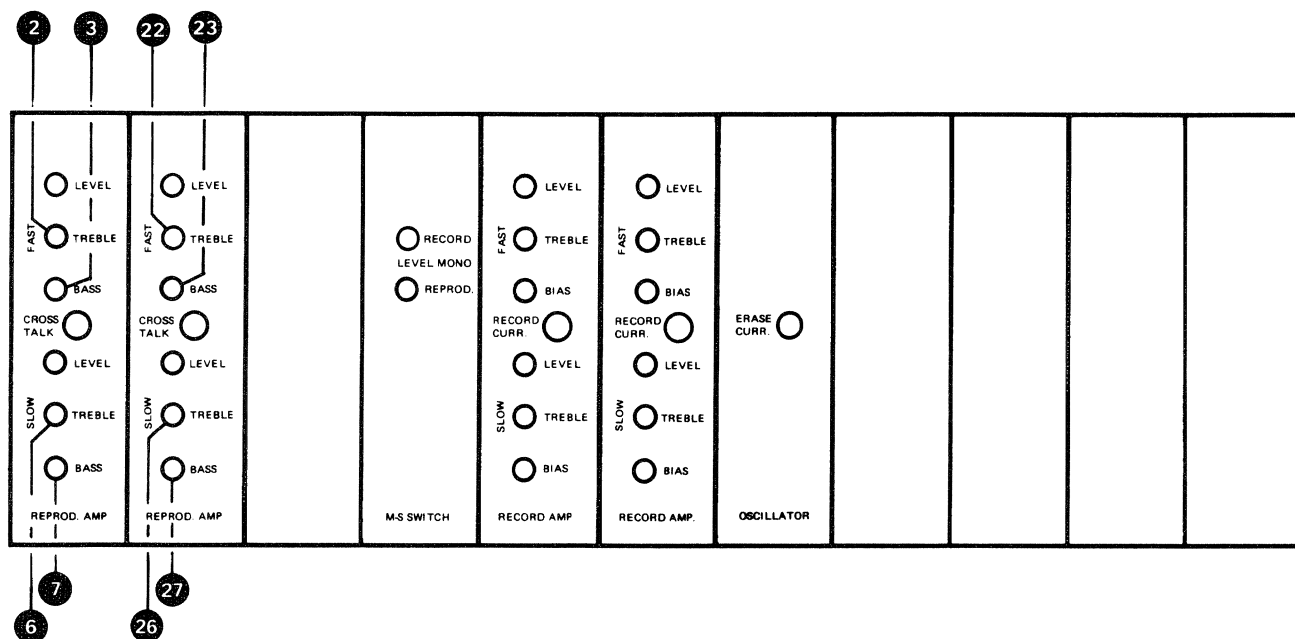 2 3 22 23
LEVEL
FAST
TREBLE
BASS
CROSS
TALK
LEVEL
SLOW
TREBLE
BASS
REPROD. AMP
LEVEL
FAST
TREBLE
BASS
CROSS
TALK
LEVEL
SLOW
TREBLE
BASS
REPROD. AMP
RECORD
LEVEL MONO
REPROD.
M-S SWITCH
LEVEL
FAST
TREBLE
BIAS
RECORD
CURR.
LEVEL
SLOW
TREBLE
BIAS
RECORD AMP
LEVEL
FAST
TREBLE
BIAS
RECORD
CURR.
LEVEL
SLOW
TREBLE
BIAS
RECORD AMP.
ERASE
CURR.
OSCILLATOR
7 27
6 26